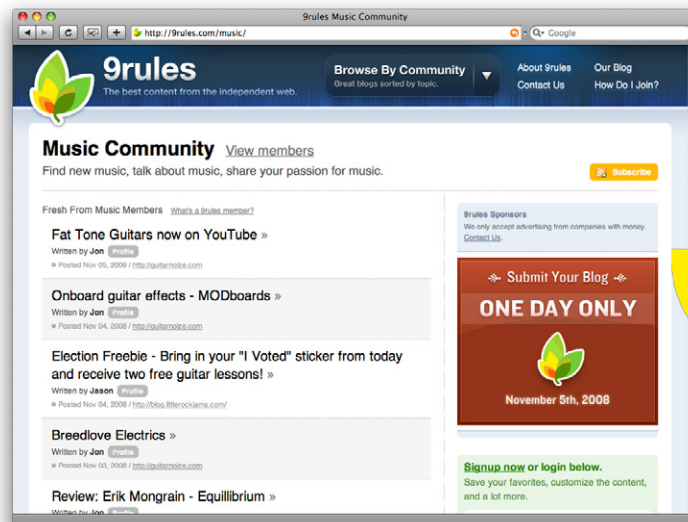 9rules Music Community
http://9rules.com/music/
Google
9rules
The best content from the independent web.
Browse By Community
Great blogs sorted by topic.
About 9rules
Our Blog
Contact Us
How Do I Join?
Music Community View members
Find new music, talk about music, share your passion for music.
Subscribe
Fresh From Music Members What's a 9rules member?
Fat Tone Guitars now on YouTube »
Written by Jon Profile
Posted Nov 05, 2008 / http://guitarnoize.com
Onboard guitar effects - MODboards »
Written by Jon Profile
Posted Nov 04, 2008 / http://guitarnoize.com
Election Freebie - Bring in your "I Voted" sticker from today
and receive two free guitar lessons! »
Written by Jason Profile
Posted Nov 04, 2008 / http://blog.littlerockjams.com/
Breedlove Electrics »
Written by Jon Profile
Posted Nov 03, 2008 / http://guitarnoize.com
Review: Erik Mongrain - Equilibrium »
Written by Jon Profile
9rules Sponsors
We only accept advertising from companies with money.
Contact Us.
Submit Your Blog
ONE DAY ONLY
November 5th, 2008
Signup now or login below.
Save your favorites, customize the content,
and a lot more.